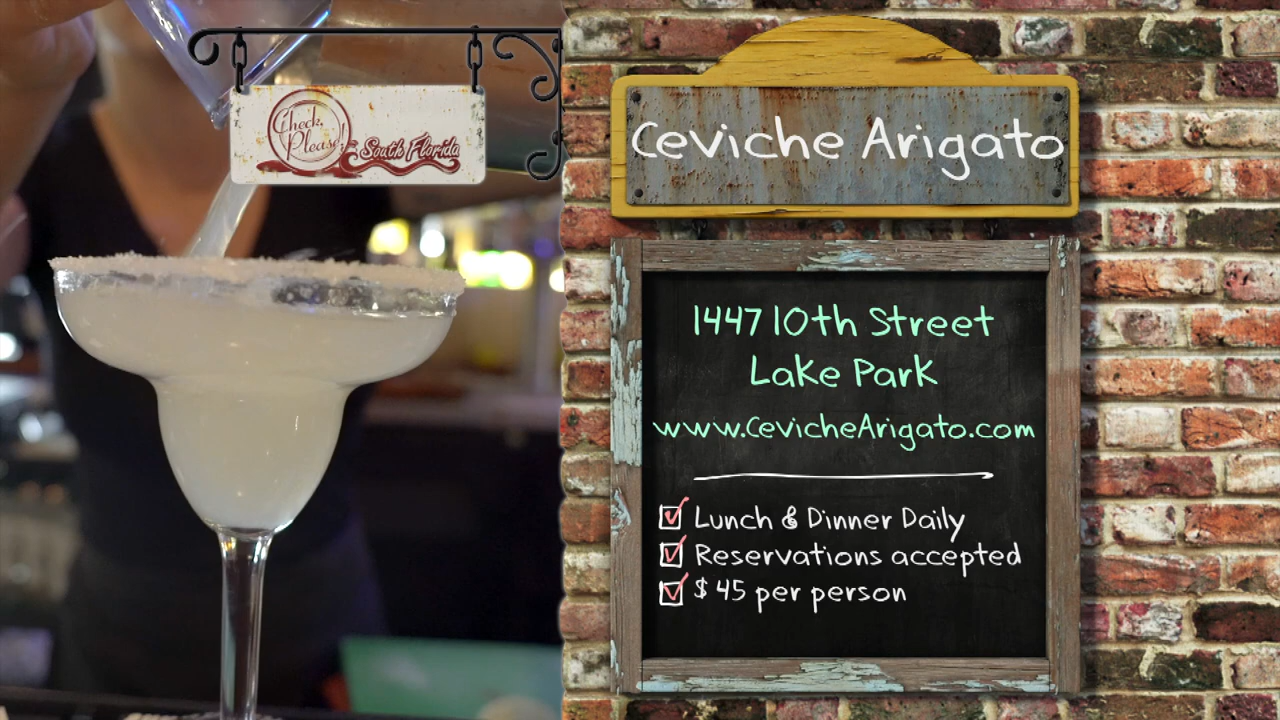 Check, Please!
South Florida
Ceviche Arigato
1447 10th Street
Lake Park
www.CevicheArigato.com
Lunch & Dinner Daily
Reservations accepted
$45 per person